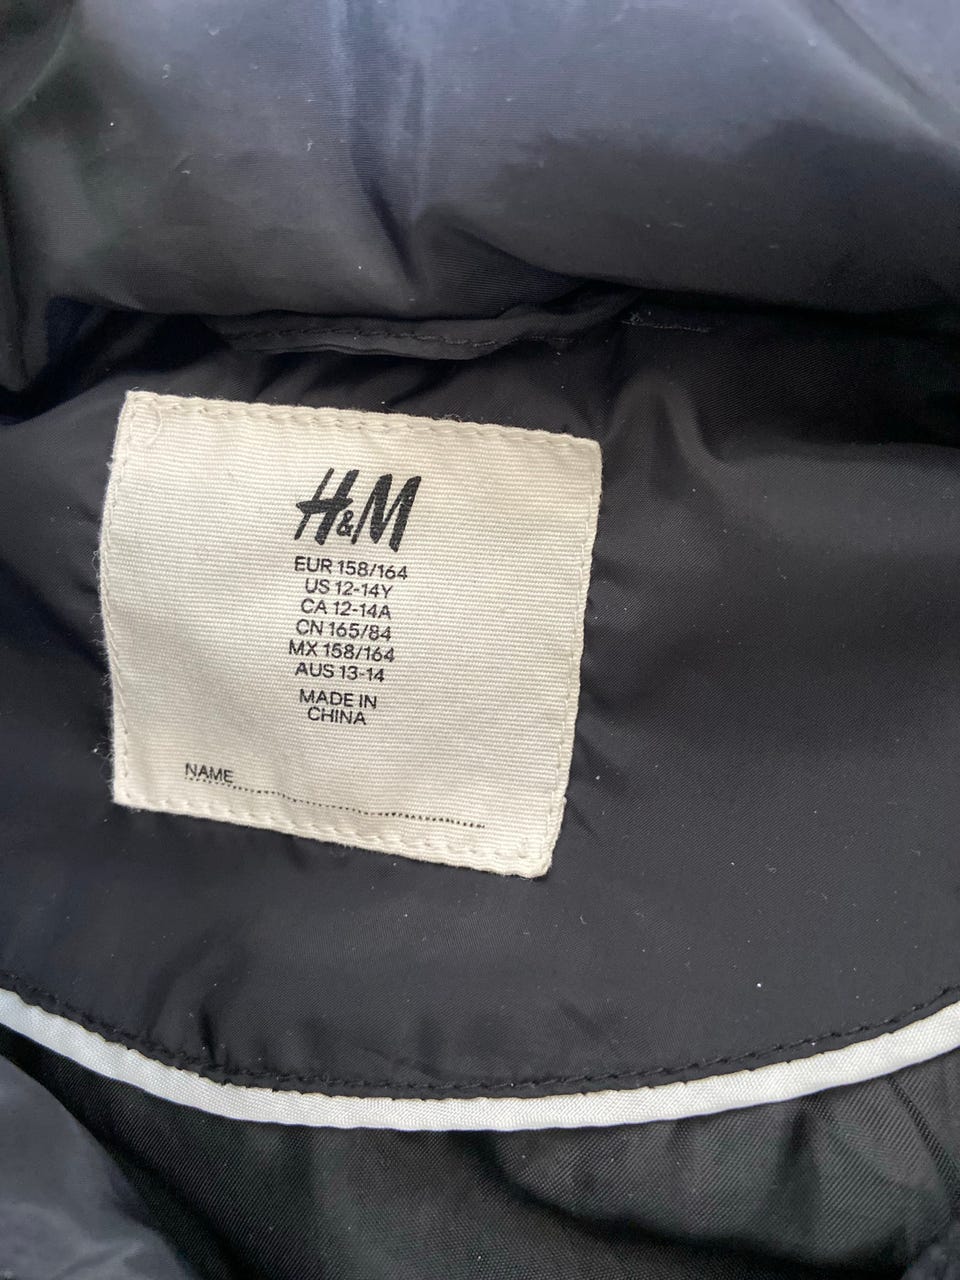 H&M
EUR 158/164
US 12-14Y
CA 12-14A
CN 165/84
MX 158/164
AUS 13-14
MADE IN
CHINA
NAME